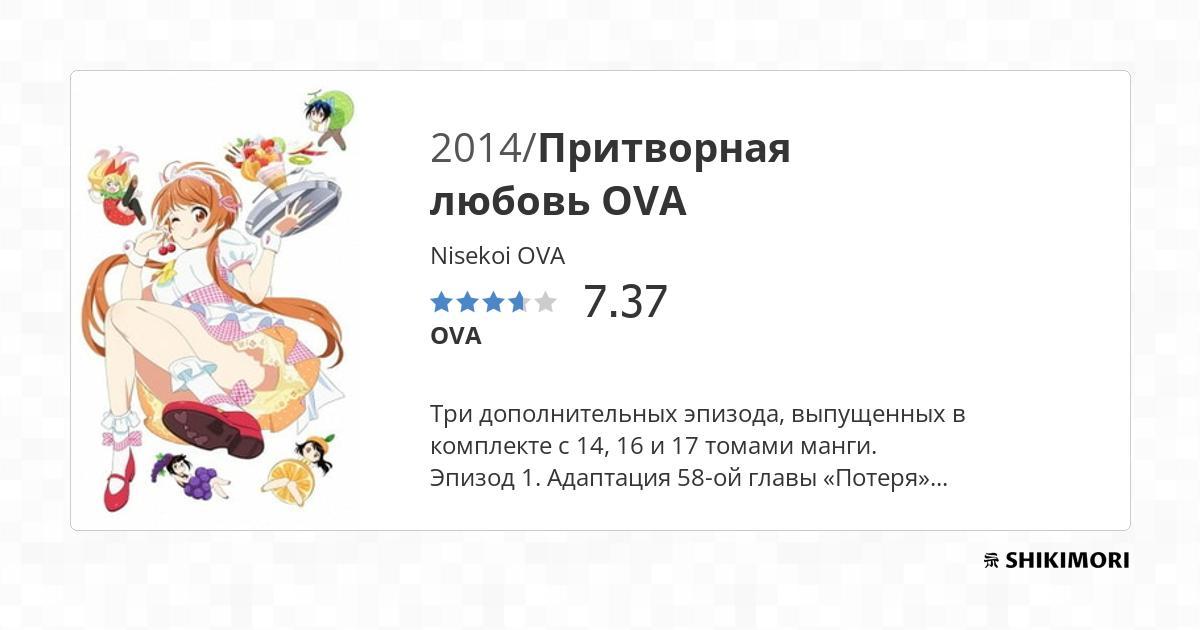 2014/Притворная
любовь OVA
Nisekoi OVA
7.37
OVA
Три дополнительных эпизода, выпущенных в
комплекте с 14, 16 и 17 томами манги.
Эпизод 1. Адаптация 58-ой главы «Потеря»...
SHIKIMORI